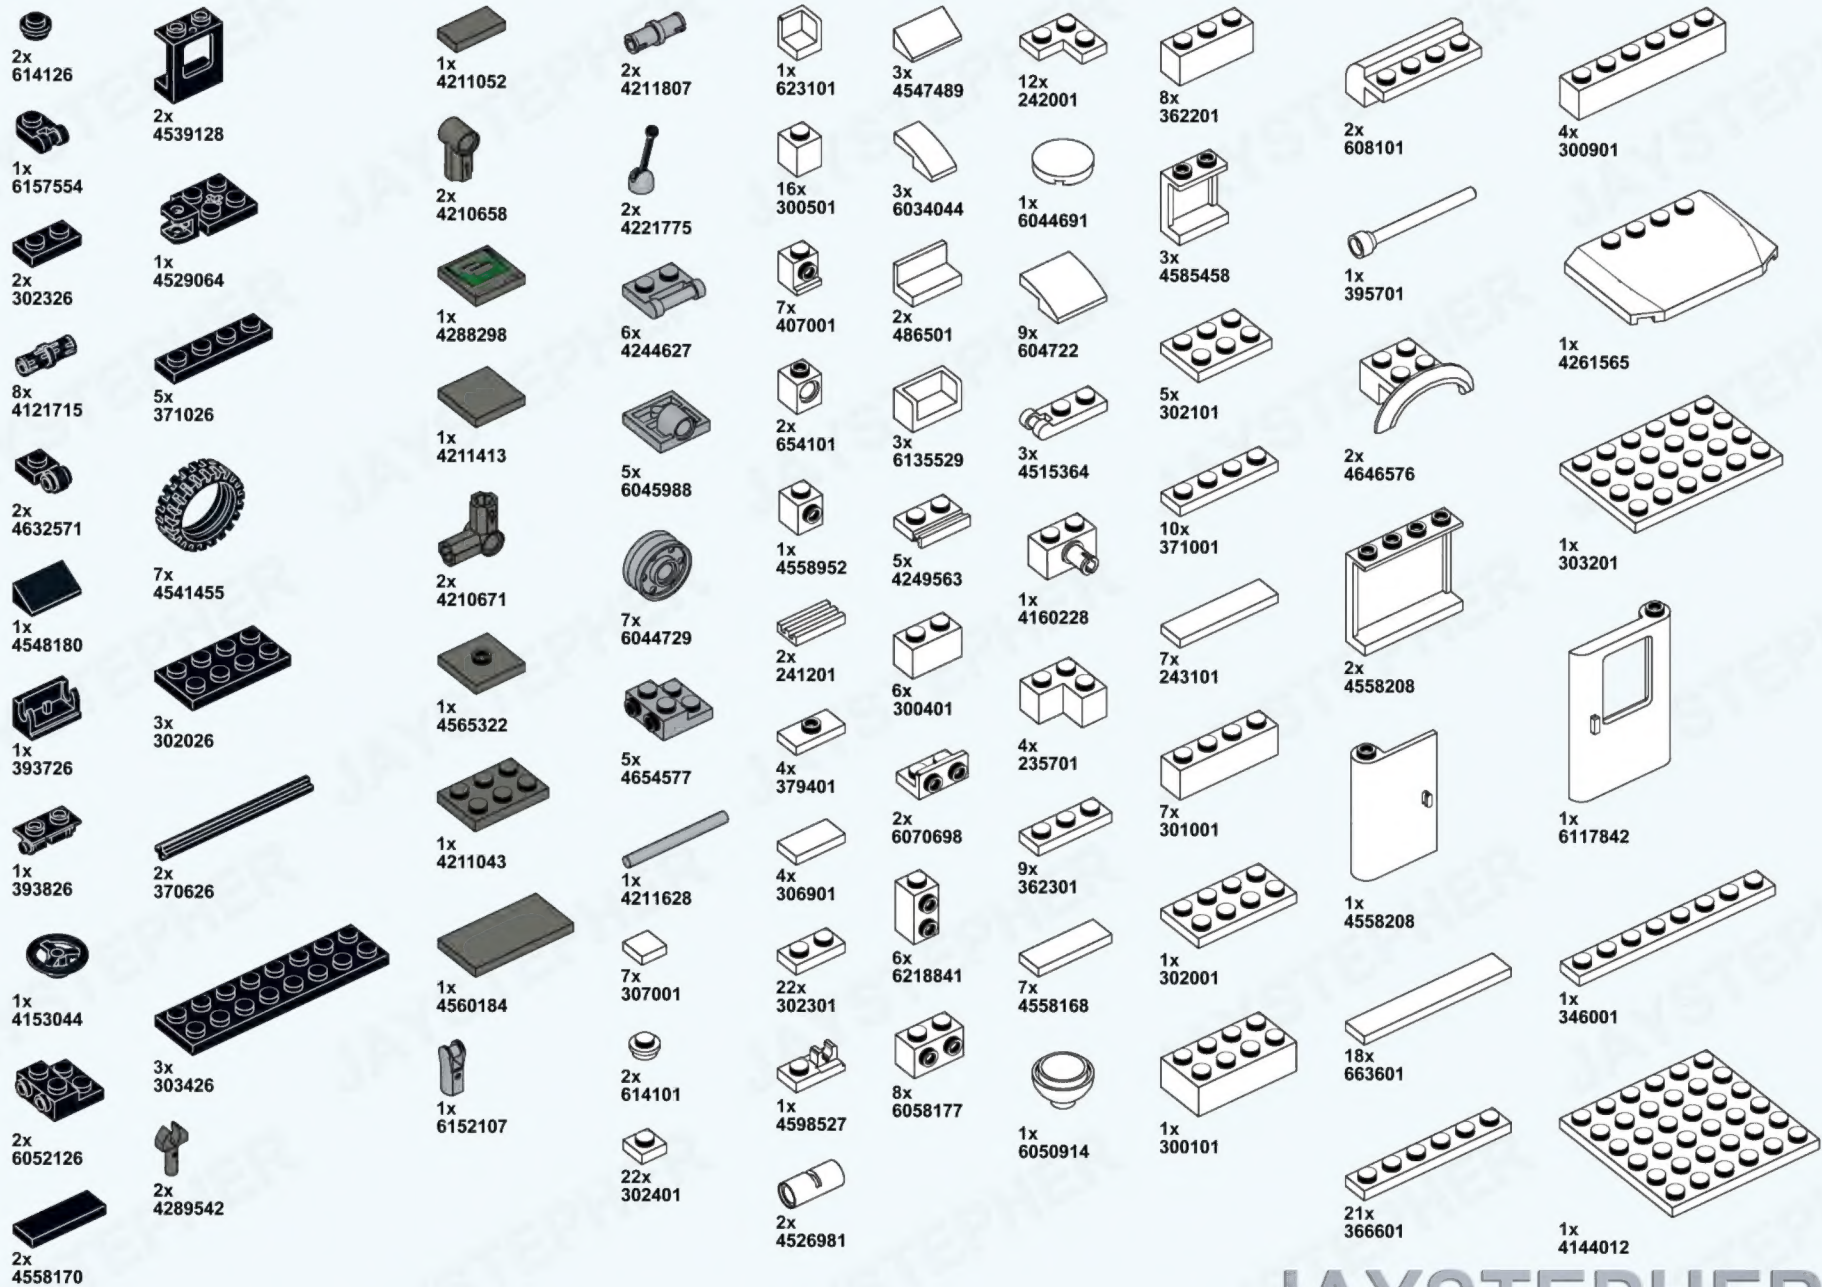 2x
614126
1x
6157554
2x
302326
8x
4121715
2x
4632571
1x
4548180
1x
393726
1x
393826
1x
4153044
2x
6052126
2x
4558170
2x
4539128
1x
4529064
5x
371026
7x
4541455
3x
302026
2x
370626
3x
303426
2x
4289542
1x
4211052
2x
4210658
1x
4288298
1x
4211413
2x
4210671
1x
4565322
1x
4211043
1x
4560184
1x
6152107
2x
4211807
2x
4221775
6x
4244627
5x
6045988
7x
6044729
5x
4654577
1x
4211628
7x
307001
2x
614101
22x
302401
1x
623101
16x
300501
7x
407001
2x
654101
1x
4558952
2x
241201
4x
379401
4x
306901
22x
302301
1x
4598527
2x
4526981
3x
4547489
3x
6034044
2x
486501
3x
6135529
5x
4249563
6x
300401
2x
6070698
6x
6218841
8x
6058177
12x
242001
1x
6044691
9x
604722
3x
4515364
1x
4160228
4x
235701
9x
362301
7x
4558168
1x
6050914
8x
362201
3x
4585458
5x
302101
10x
371001
7x
243101
7x
301001
1x
302001
1x
300101
2x
608101
1x
395701
2x
4646576
2x
4558208
1x
4558208
18x
663601
21x
366601
4x
300901
1x
4261565
1x
303201
1x
6117842
1x
346001
1x
4144012
JAYSTEPHER